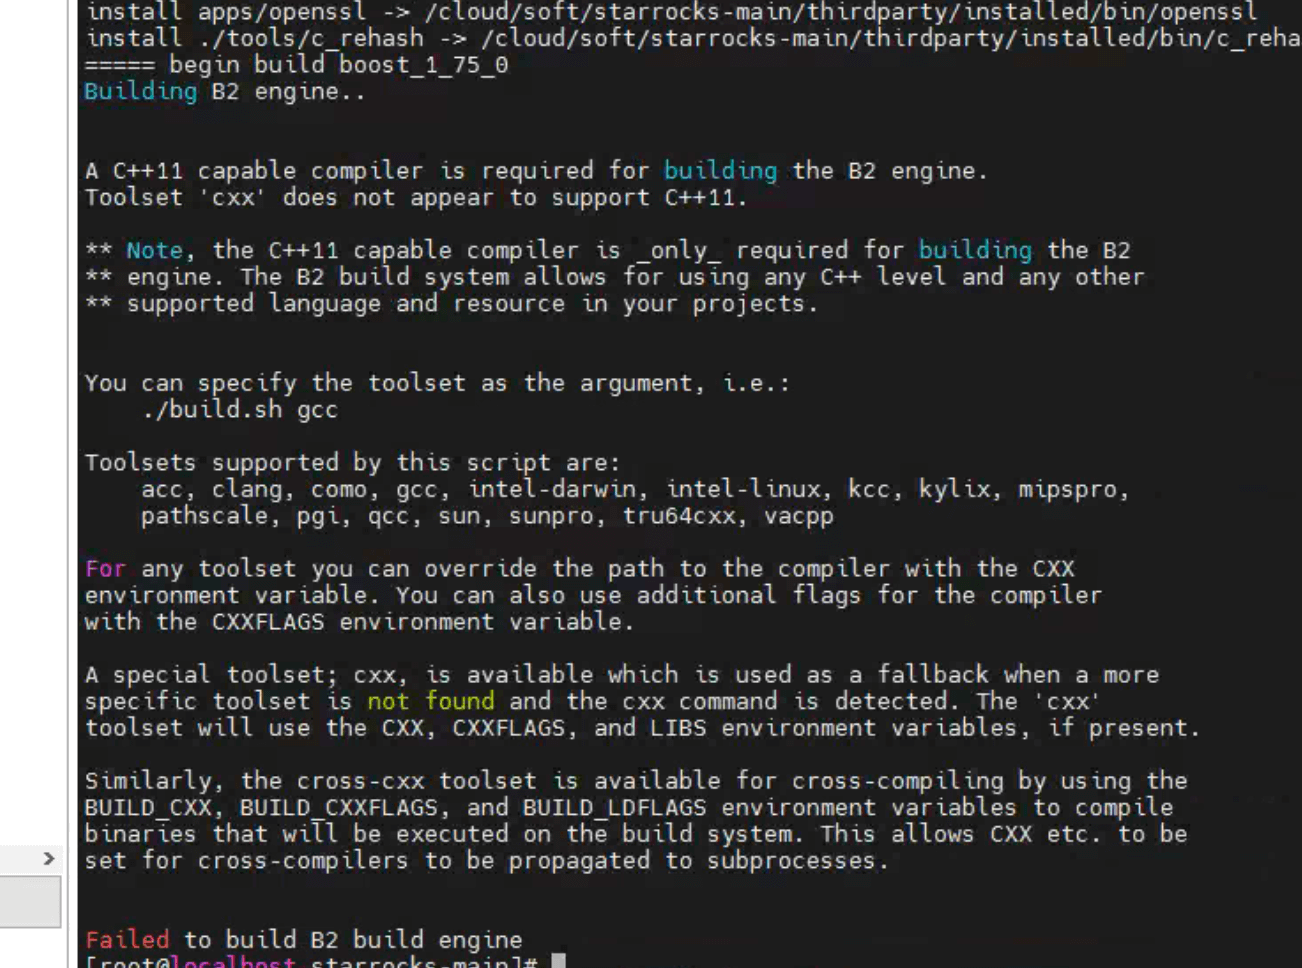 install apps/openssl -> /cloud/soft/starrocks-main/thirdparty/installed/bin/openssl
install ./tools/c_rehash -> /cloud/soft/starrocks-main/thirdparty/installed/bin/c_reha
===== begin build boost_1_75_0
Building B2 engine..
A C++11 capable compiler is required for building the B2 engine.
Toolset 'cxx' does not appear to support C++11.
** Note, the C++11 capable compiler is _only_ required for building the B2
** engine. The B2 build system allows for using any C++ level and any other
** supported language and resource in your projects.
You can specify the toolset as the argument, i.e.:
    ./build.sh gcc
Toolsets supported by this script are:
    acc, clang, como, gcc, intel-darwin, intel-linux, kcc, kylix, mipspro,
    pathscale, pgi, qcc, sun, sunpro, tru64cxx, vacpp
For any toolset you can override the path to the compiler with the CXX
environment variable. You can also use additional flags for the compiler
with the CXXFLAGS environment variable.
A special toolset; cxx, is available which is used as a fallback when a more
specific toolset is not found and the cxx command is detected. The 'cxx'
toolset will use the CXX, CXXFLAGS, and LIBS environment variables, if present.
Similarly, the cross-cxx toolset is available for cross-compiling by using the
BUILD_CXX, BUILD_CXXFLAGS, and BUILD_LDFLAGS environment variables to compile
binaries that will be executed on the build system. This allows CXX etc. to be
set for cross-compilers to be propagated to subprocesses.
Failed to build B2 build engine
[root@localhost starrocks-main]#